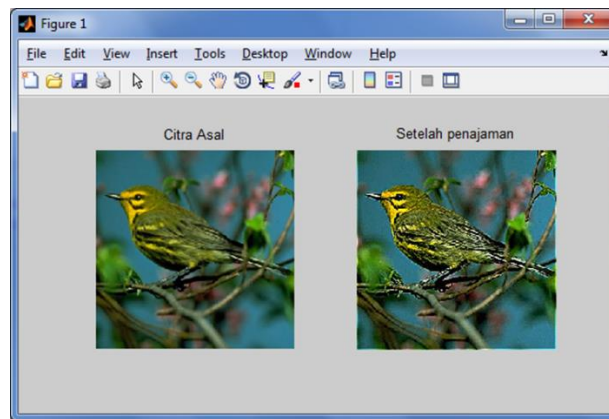 Figure 1
File Edit View Insert Tools Desktop Window Help
Citra Asal
Setelah penajaman